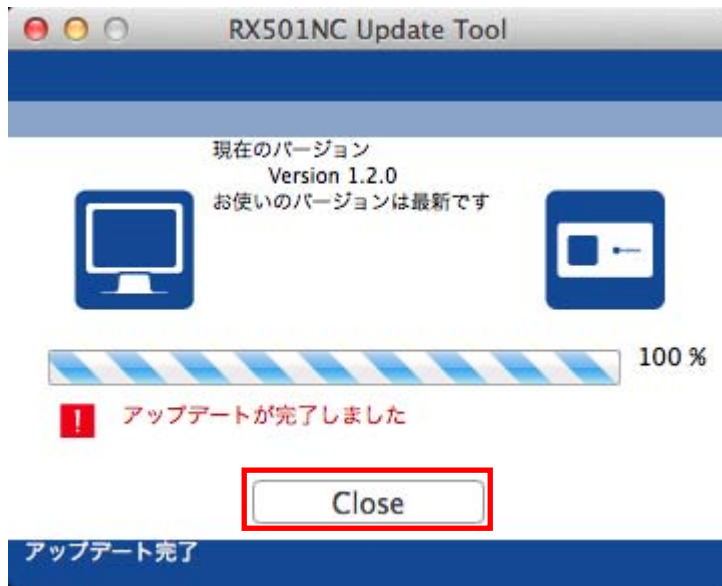 RX501NC Update Tool
現在のバージョン
Version 1.2.0
お使いのバージョンは最新です
100 %
! アップデートが完了しました
Close
アップデート完了